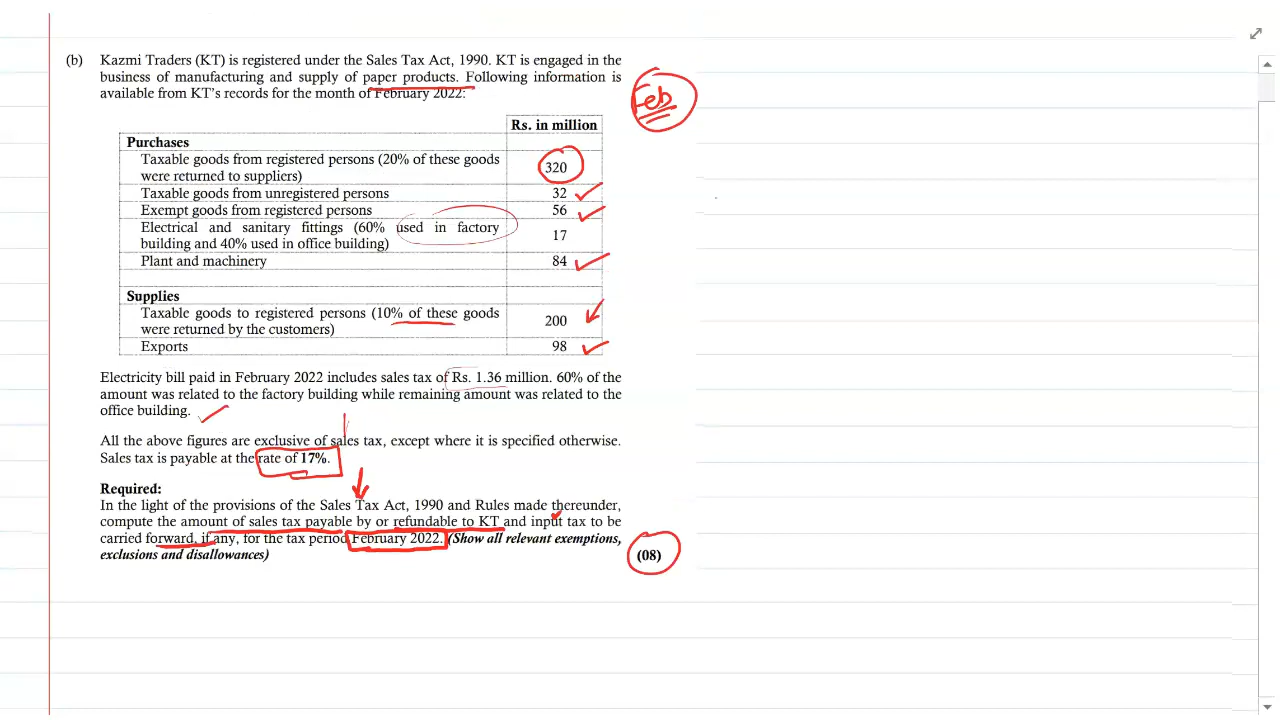 (b) Kazmi Traders (KT) is registered under the Sales Tax Act, 1990. KT is engaged in the
business of manufacturing and supply of paper products. Following information is
available from KT's records for the month of February 2022:
Feb
Rs. in million
Purchases
Taxable goods from registered persons (20% of these goods
were returned to suppliers) 320
Taxable goods from unregistered persons 32
Exempt goods from registered persons 56
Electrical and sanitary fittings (60% used in factory
building and 40% used in office building) 17
Plant and machinery 84
Supplies
Taxable goods to registered persons (10% of these goods
were returned by the customers) 200
Exports 98
Electricity bill paid in February 2022 includes sales tax of Rs. 1.36 million. 60% of the
amount was related to the factory building while remaining amount was related to the
office building.
All the above figures are exclusive of sales tax, except where it is specified otherwise.
Sales tax is payable at the rate of 17%.
Required:
In the light of the provisions of the Sales Tax Act, 1990 and Rules made thereunder,
compute the amount of sales tax payable by or refundable to KT and input tax to be
carried forward, if any, for the tax period February 2022. (Show all relevant exemptions,
exclusions and disallowances) (08)